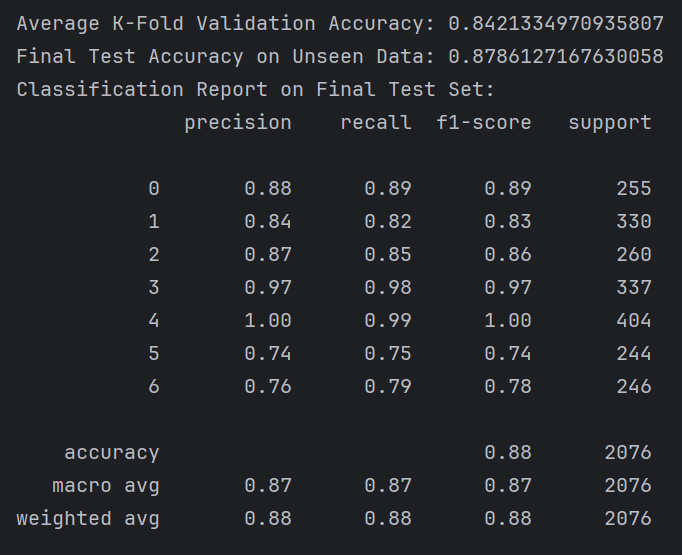 Average K-Fold Validation Accuracy: 0.8421334970935807
Final Test Accuracy on Unseen Data: 0.8786127167630058
Classification Report on Final Test Set:
              precision    recall  f1-score   support

           0       0.88      0.89      0.89       255
           1       0.84      0.82      0.83       330
           2       0.87      0.85      0.86       260
           3       0.97      0.98      0.97       337
           4       1.00      0.99      1.00       404
           5       0.74      0.75      0.74       244
           6       0.76      0.79      0.78       246

    accuracy                           0.88      2076
   macro avg       0.87      0.87      0.87      2076
weighted avg       0.88      0.88      0.88      2076